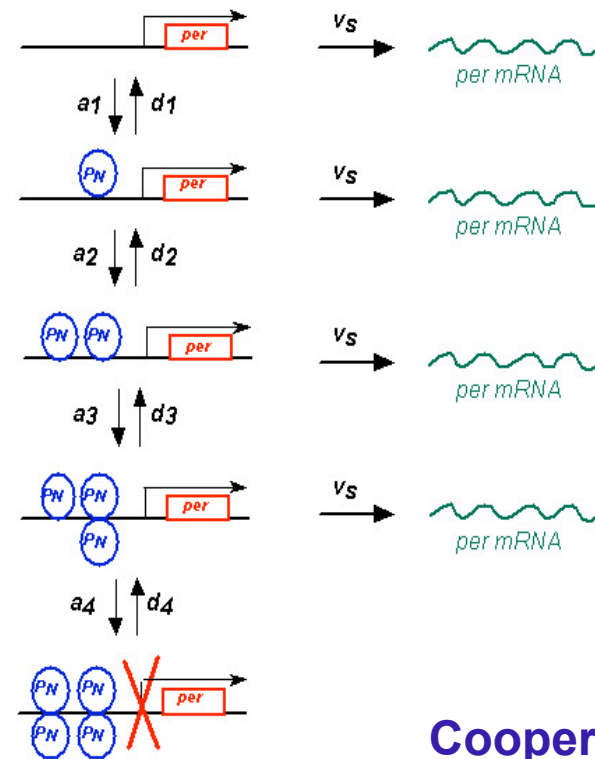 per
vs
per mRNA
a1 d1
PN
per
vs
per mRNA
a2 d2
PN PN
per
vs
per mRNA
a3 d3
PN PN
per
vs
PN
per mRNA
a4 d4
PN PN
per
PN PN
Cooper